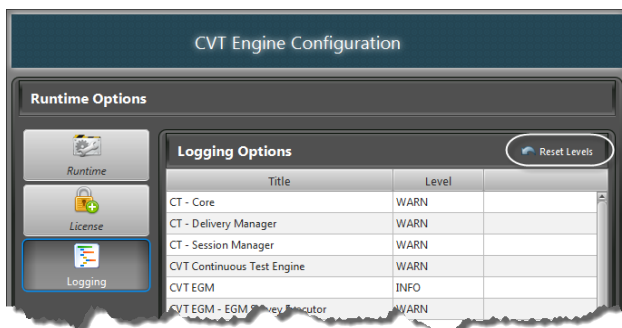 CVT Engine Configuration
Runtime Options
Runtime
License
Logging
Logging Options
Reset Levels
Title Level
CT - Core WARN
CT - Delivery Manager WARN
CT - Session Manager WARN
CVT Continuous Test Engine WARN
CVT EGM INFO
CVT EGM - EGM WARN